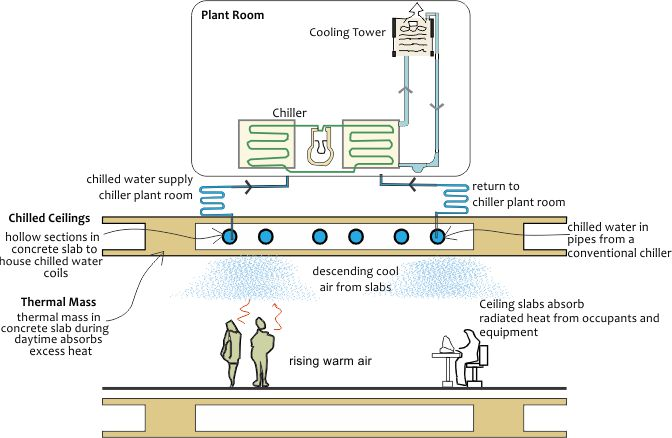 Plant Room
Cooling Tower
Chiller
chilled water supply
chiller plant room
return to
chiller plant room
Chilled Ceilings
hollow sections in
concrete slab to
house chilled water
coils
chilled water in
pipes from a
conventional chiller
descending cool
air from slabs
Thermal Mass
thermal mass in
concrete slab during
daytime absorbs
excess heat
Ceiling slabs absorb
radiated heat from occupants and
equipment
rising warm air